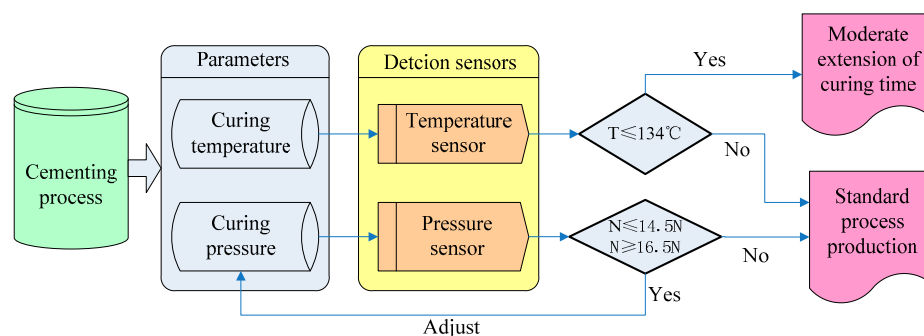 Cementing
process
Parameters
Curing
temperature
Curing
pressure
Detcion sensors
Temperature
sensor
Pressure
sensor
T≤134℃
N≤14.5N
N≥16.5N
Yes
No
No
Yes
Adjust
Moderate
extension of
curing time
Standard
process
production